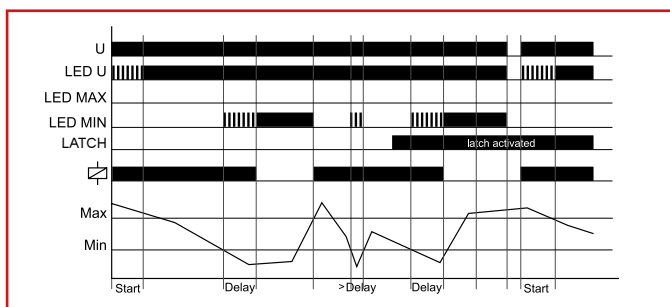 U
LED U
LED MAX
LED MIN
LATCH
latch activated
Max
Min
Start Delay >Delay Delay Start